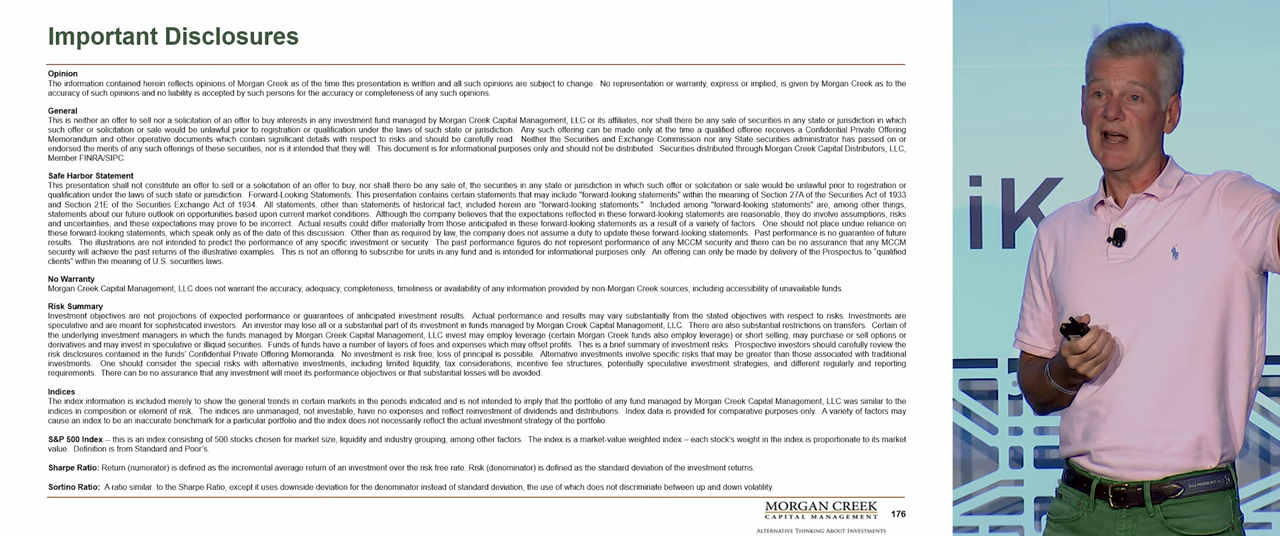 Important Disclosures
Opinion
The information contained herein reflects opinions of Morgan Creek as of the time this presentation is written and all such opinions are subject to change. No representation or warranty, express or implied, is given by Morgan Creek as to the
accuracy of such opinions and no liability is accepted by such persons for the accuracy or completeness of any such opinions.
General
This is neither an offer to sell nor a solicitation of an offer to buy interests in any investment fund managed by Morgan Creek Capital Management, LLC or its affiliates, nor shall there be any sale of securities in any state or jurisdiction in which
such offer or solicitation or sale would be unlawful prior to registration or qualification under the laws of such state or jurisdiction. Any such offering can be made only at the time a qualified offeree receives a Confidential Private Offering
Memorandum and other operative documents which contain significant details with respect to risks and should be carefully read. Neither the Securities and Exchange Commission nor any State securities administrator has passed on or
endorsed the merits of any such offerings of these securities, nor is it intended that they will. This document is for informational purposes only and should not be distributed. Securities distributed through Morgan Creek Capital Distributors, LLC,
Member FINRA/SIPC.
Safe Harbor Statement
This presentation shall not constitute an offer to sell or a solicitation of an offer to buy, nor shall there be any sale of, the securities in any state or jurisdiction in which such offer or solicitation or sale would be unlawful prior to registration or
qualification under the laws of such state or jurisdiction. Forward-Looking Statements: This presentation contains certain statements that may include "forward-looking statements" within the meaning of Section 27A of the Securities Act of 1933
and Section 21E of the Securities Exchange Act of 1934. All statements, other than statements of historical fact, included herein are "forward-looking statements." Included among "forward-looking statements" are, among other things,
statements about our future outlook on opportunities based upon current market conditions. Although the company believes that the expectations reflected in these forward-looking statements are reasonable, they do involve assumptions, risks
and uncertainties, and these expectations may prove to be incorrect. Actual results could differ materially from those anticipated in these forward-looking statements as a result of a variety of factors. One should not place undue reliance on
these forward-looking statements, which speak only as of the date of this discussion. Other than as required by law, the company does not assume a duty to update these forward-looking statements. Past performance is no guarantee of future
results. The illustrations are not intended to predict the performance of any specific investment or security. The past performance figures do not represent performance of any MCCM security and there can be no assurance that any MCCM
security will achieve the past returns of the illustrative examples. This is not an offering to subscribe for units in any fund and is intended for informational purposes only. An offering can only be made by delivery of the Prospectus to "qualified
clients" within the meaning of U.S. securities laws.
No Warranty
Morgan Creek Capital Management, LLC does not warrant the accuracy, adequacy, completeness, timeliness or availability of any information provided by non-Morgan Creek sources, including accessibility of unavailable funds.
Risk Summary
Investment objectives are not projections of expected performance or guarantees of anticipated investment results. Actual performance and results may vary substantially from the stated objectives with respect to risks. Investments are
speculative and are meant for sophisticated investors. An investor may lose all or a substantial part of its investment in funds managed by Morgan Creek Capital Management, LLC. There are also substantial restrictions on transfers. Certain of
the underlying investment managers in which the funds managed by Morgan Creek Capital Management, LLC invest may employ leverage (certain Morgan Creek funds also employ leverage) or short selling, may purchase or sell options or
derivatives and may invest in speculative or illiquid securities. Funds of funds have a number of layers of fees and expenses which may offset profits. This is a brief summary of investment risks. Prospective investors should carefully review the
risk disclosures contained in the funds' Confidential Private Offering Memoranda. No investment is risk free, loss of principal is possible. Alternative investments involve specific risks that may be greater than those associated with traditional
investments. One should consider the special risks with alternative investments, including limited liquidity, tax considerations, incentive fee structures, potentially speculative investment strategies, and different regularly and reporting
requirements. There can be no assurance that any investment will meet its performance objectives or that substantial losses will be avoided.
Indices
The index information is included merely to show the general trends in certain markets in the periods indicated and is not intended to imply that the portfolio of any fund managed by Morgan Creek Capital Management, LLC was similar to the
indices in composition or element of risk. The indices are unmanaged, not investable, have no expenses and reflect reinvestment of dividends and distributions. Index data is provided for comparative purposes only. A variety of factors may
cause an index to be an inaccurate benchmark for a particular portfolio and the index does not necessarily reflect the actual investment strategy of the portfolio.
S&P 500 Index – this is an index consisting of 500 stocks chosen for market size, liquidity and industry grouping, among other factors. The index is a market-value weighted index – each stock's weight in the index is proportionate to its market
value. Definition is from Standard and Poor's.
Sharpe Ratio: Return (numerator) is defined as the incremental average return of an investment over the risk free rate. Risk (denominator) is defined as the standard deviation of the investment returns.
Sortino Ratio: A ratio similar to the Sharpe Ratio, except it uses downside deviation for the denominator instead of standard deviation, the use of which does not discriminate between up and down volatility.
MORGAN CREEK
CAPITAL MANAGEMENT
176
ALTERNATIVE THINKING ABOUT INVESTMENTS
iK